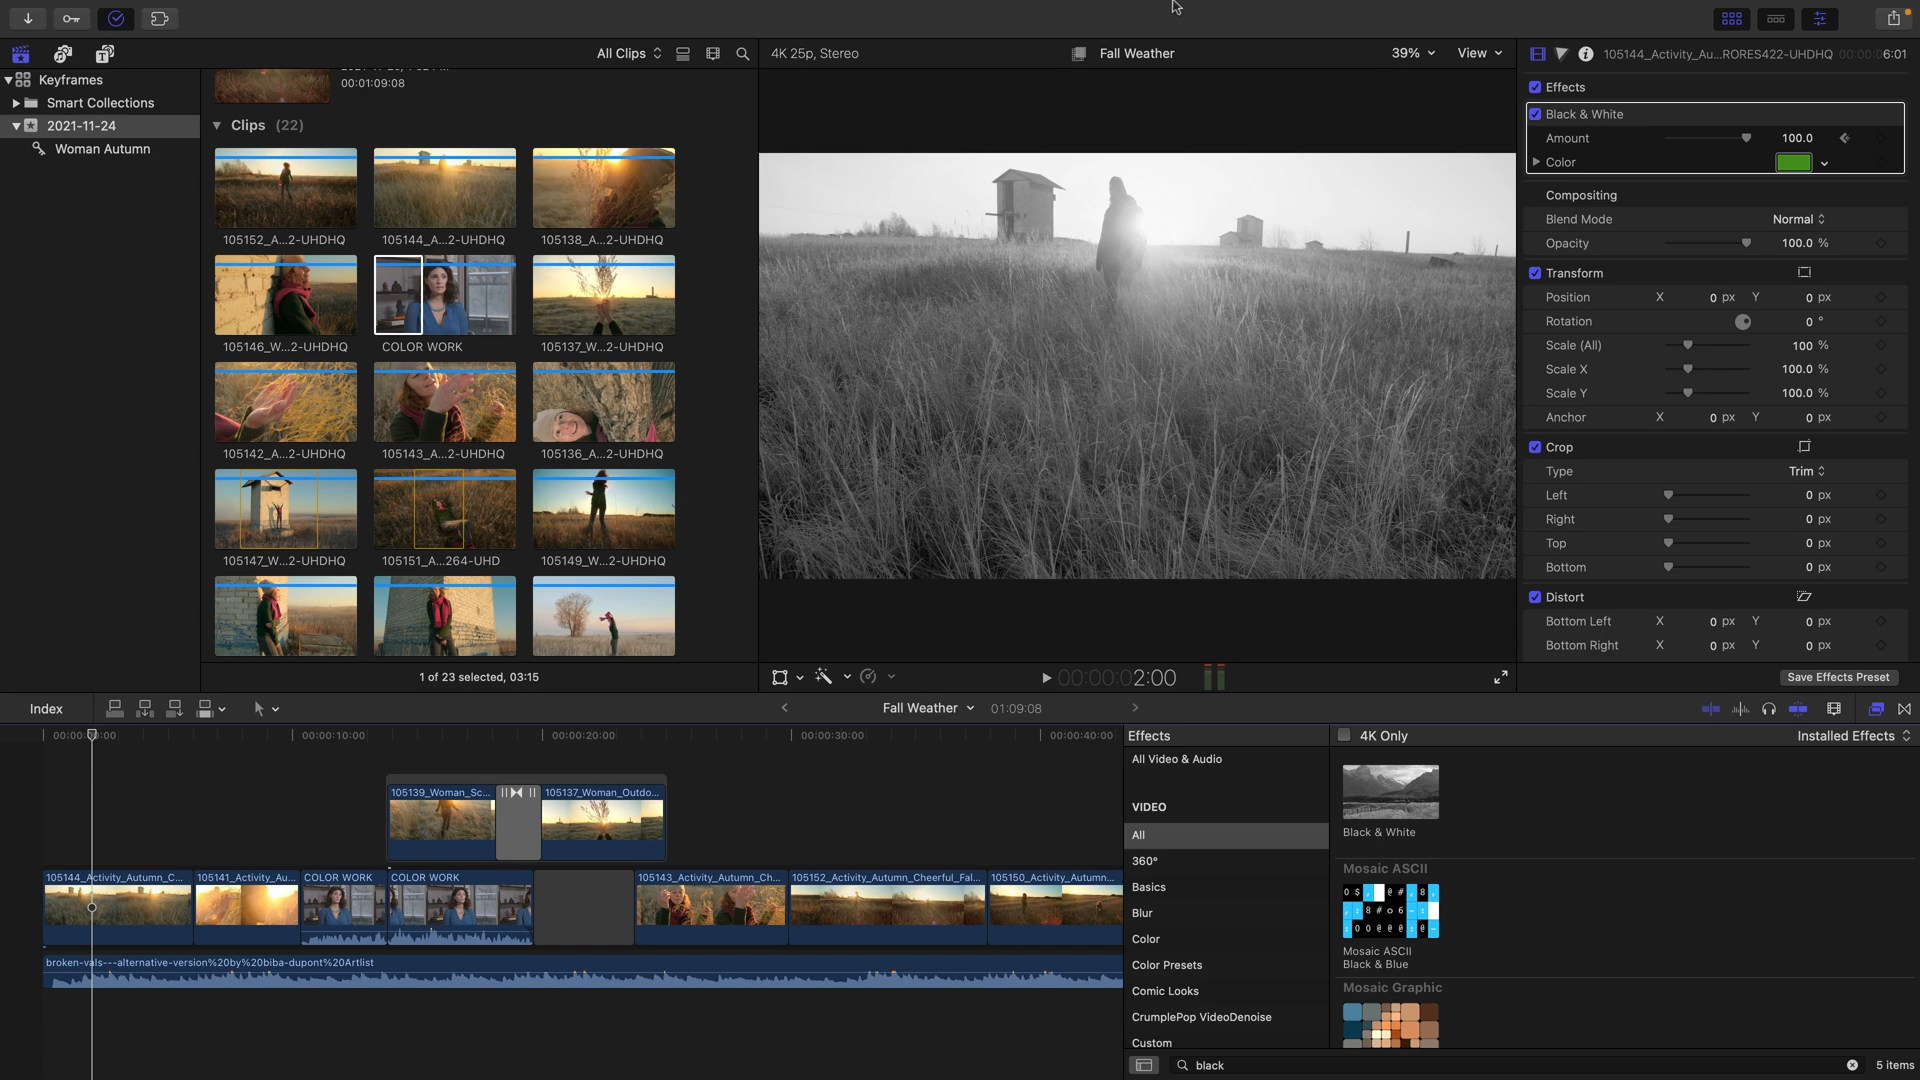 All Clips
4K 25p, Stereo
Fall Weather
39%
View
105144_Activity_Au...RORES422-UHDHQ
00:00:06:01
Keyframes
Smart Collections
2021-11-24
Woman Autumn
00:01:09:08
Clips (22)
105152_A...2-UHDHQ
105144_A...2-UHDHQ
105138_A...2-UHDHQ
105146_W...2-UHDHQ
COLOR WORK
105137_W...2-UHDHQ
105142_A...2-UHDHQ
105143_A...2-UHDHQ
105136_A...2-UHDHQ
105147_W...2-UHDHQ
105151_A...264-UHD
105149_W...2-UHDHQ
1 of 23 selected, 03:15
00:00:02:00
Effects
Black & White
Amount 100.0
Color
Compositing
Blend Mode Normal
Opacity 100.0 %
Transform
Position X 0 px Y 0 px
Rotation 0 °
Scale (All) 100 %
Scale X 100.0 %
Scale Y 100.0 %
Anchor X 0 px Y 0 px
Crop
Type Trim
Left 0 px
Right 0 px
Top 0 px
Bottom 0 px
Distort
Bottom Left X 0 px Y 0 px
Bottom Right X 0 px Y 0 px
Save Effects Preset
Index
Fall Weather
01:09:08
00:00:10:00
00:00:20:00
00:00:30:00
00:00:40:00
105139_Woman_Sc...
105137_Woman_Outdo...
105144_Activity_Autumn_C...
105141_Activity_Au...
COLOR WORK
COLOR WORK
105143_Activity_Autumn_Ch...
105152_Activity_Autumn_Cheerful_Fal...
105150_Activity_Autumn...
broken-vals---alternative-version%20by%20biba-dupont%20Artlist
Effects
4K Only
Installed Effects
All Video & Audio
VIDEO
All
360°
Basics
Blur
Color
Color Presets
Comic Looks
CrumplePop VideoDenoise
Custom
Black & White
Mosaic ASCII
Mosaic ASCII
Black & Blue
Mosaic Graphic
black
5 items